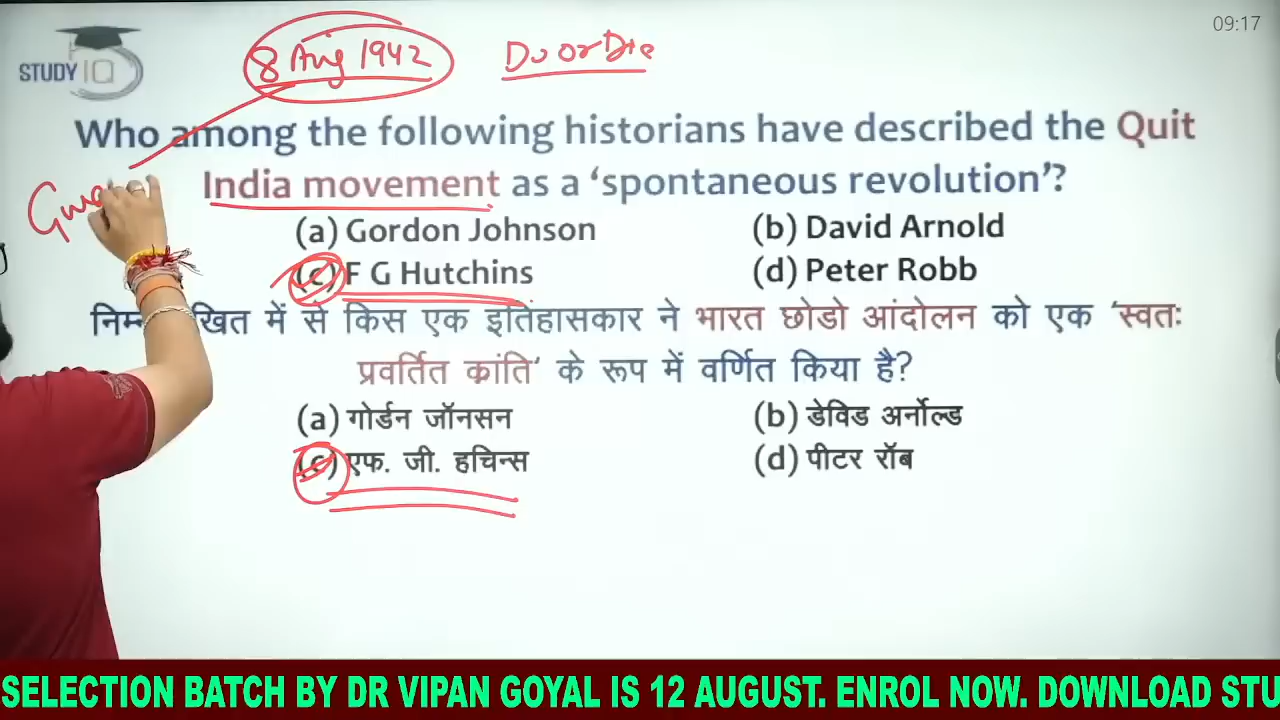 09:17
8 Aug 1942 Do Or Die
STUDY IQ
Who among the following historians have described the Quit
India movement as a ‘spontaneous revolution’?
(a) Gordon Johnson (b) David Arnold
(c) F G Hutchins (d) Peter Robb
में से किस एक इतिहासकार ने भारत छोडो आंदोलन को एक ‘स्वतः
प्रवर्तित क्रांति’ के रूप में वर्णित किया है?
(a) गोर्डन जॉनसन (b) डेविड अर्नोल्ड
(c) एफ. जी. हचिन्स (d) पीटर रॉब
SELECTION BATCH BY DR VIPAN GOYAL IS 12 AUGUST. ENROL NOW. DOWNLOAD STU